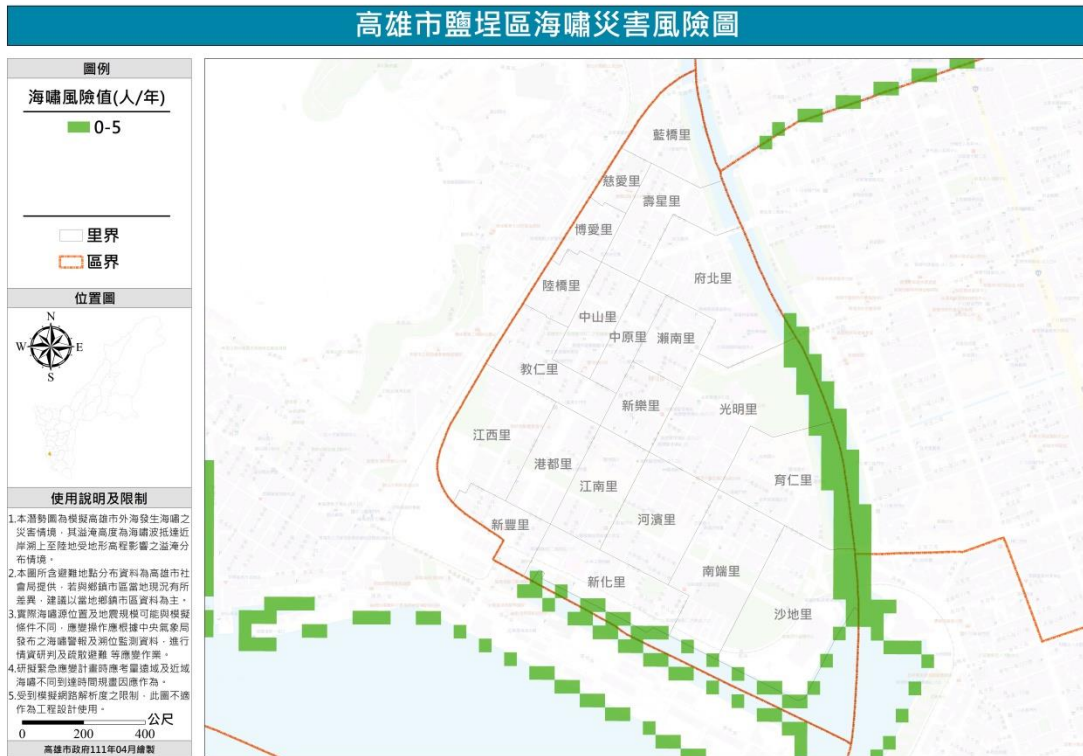 高雄市鹽埕區海嘯災害風險圖
圖例
海嘯風險值(人/年)
0-5
里界
區界
位置圖
N
W
E
S
使用說明及限制
1.本潛勢圖為模擬高雄市外海發生海嘯之
災害情境，其溢淹高度為海嘯波抵達近
岸溯上至陸地受地形高程影響之溢淹分
布情境。
2.本圖所含避難地點分布資料為高雄市社
會局提供，若與鄉鎮市區當地現況有所
差異，建議以當地鄉鎮市區資料為主。
3.實際海嘯源位置及地震規模可能與模擬
條件不同，應變操作應根據中央氣象局
發布之海嘯警報及潮位監測資料，進行
情資研判及疏散避難 等應變作業。
4.研擬緊急應變計畫時應考量遠域及近域
海嘯不同到達時間規畫因應作為。
5.受到模擬網路解析度之限制，此圖不適
作為工程設計使用。
公尺
0 200 400
高雄市政府111年04月繪製
藍橋里
慈愛里
壽星里
博愛里
府北里
陸橋里
中山里
中原里
瀨南里
教仁里
新樂里
光明里
江西里
港都里
育仁里
江南里
河濱里
新豐里
南端里
新化里
沙地里